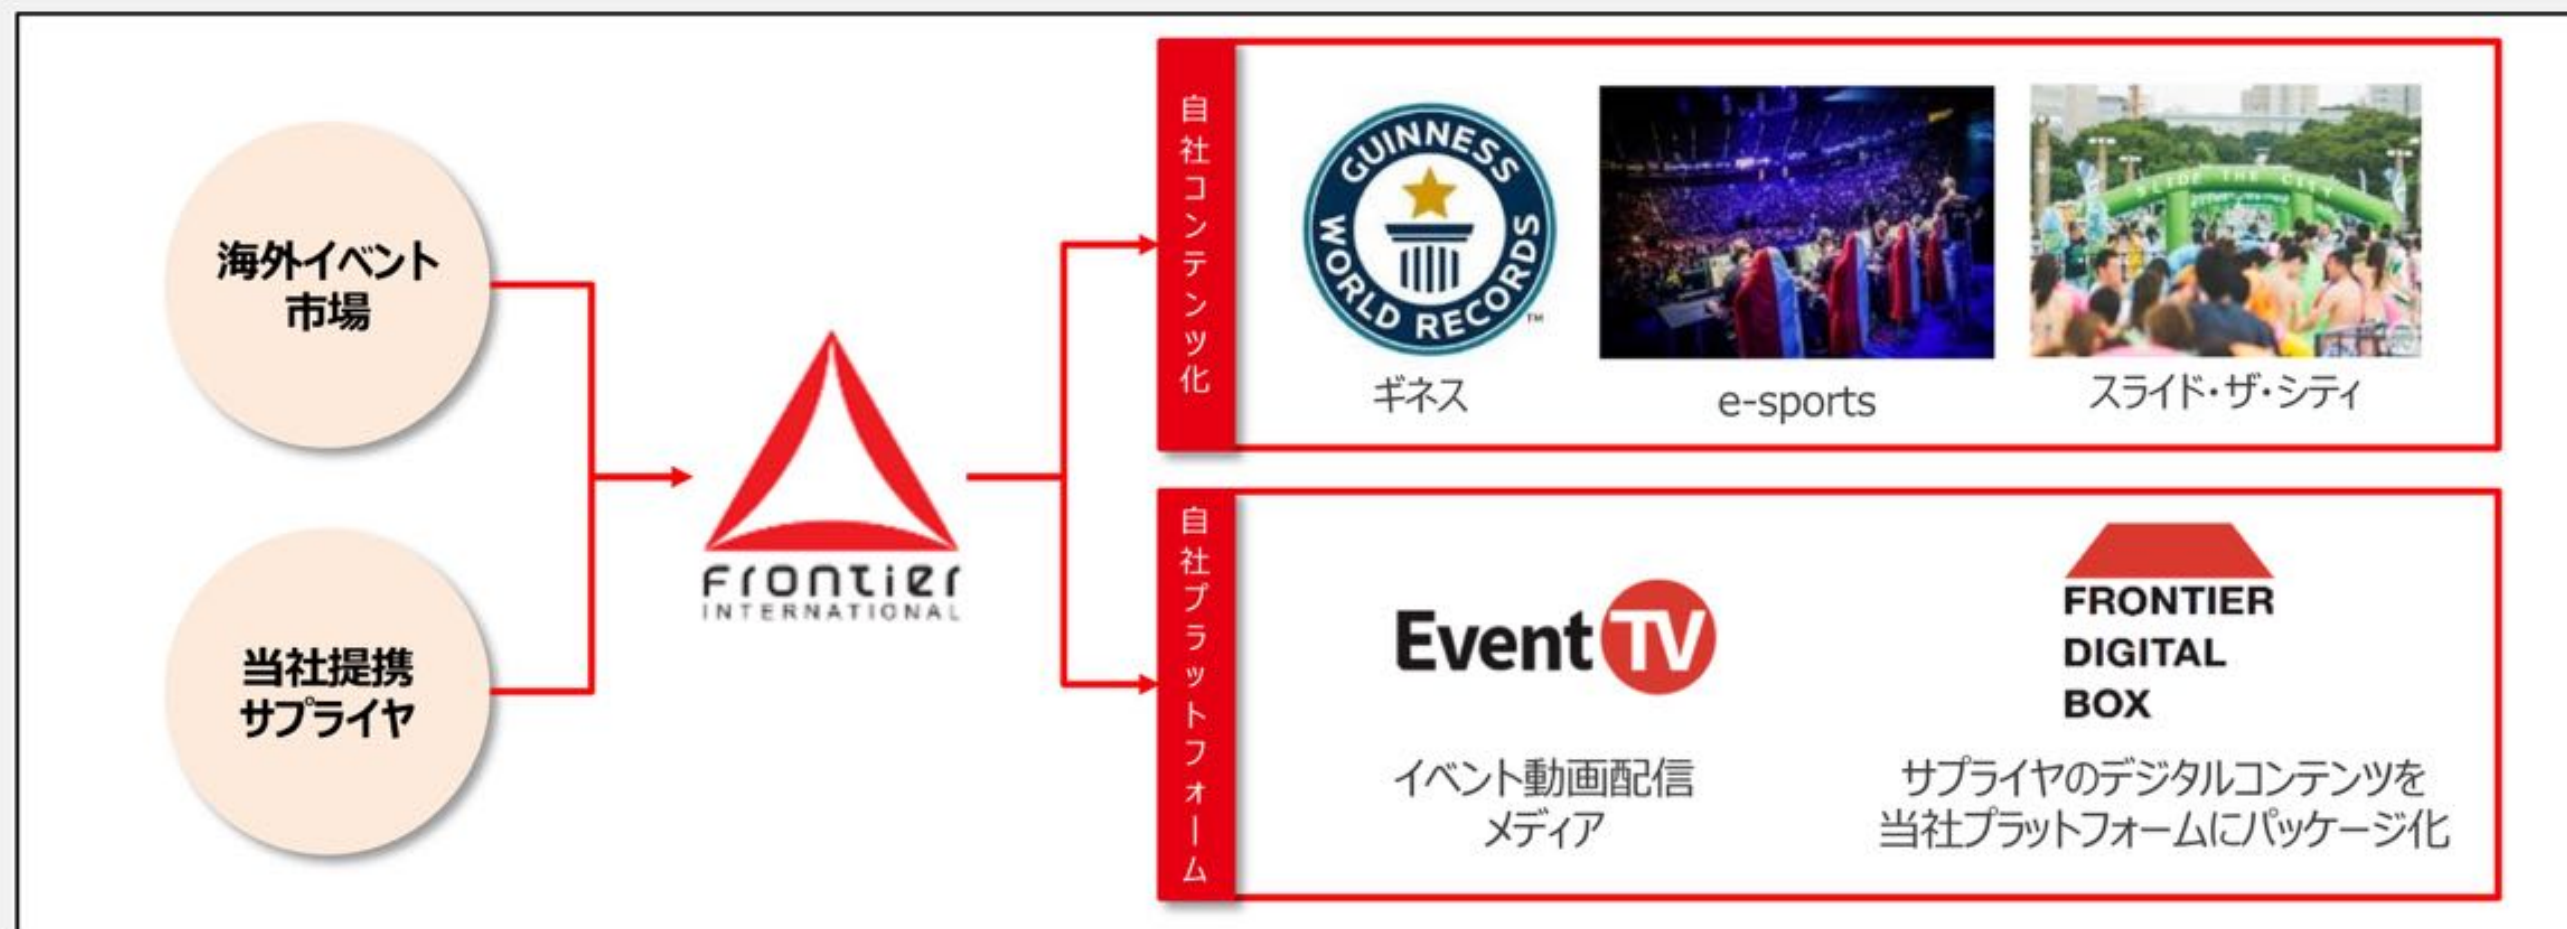 海外イベント
市場
当社提携
サプライヤ
Frontier
INTERNATIONAL
自社コンテンツ化
GUINNESS
WORLD RECORDS
TM
ギネス
e-sports
SLIDE THE CITY
スライド・ザ・シティ
自社プラットフォーム
Event TV
イベント動画配信
メディア
FRONTIER
DIGITAL
BOX
サプライヤのデジタルコンテンツを
当社プラットフォームにパッケージ化